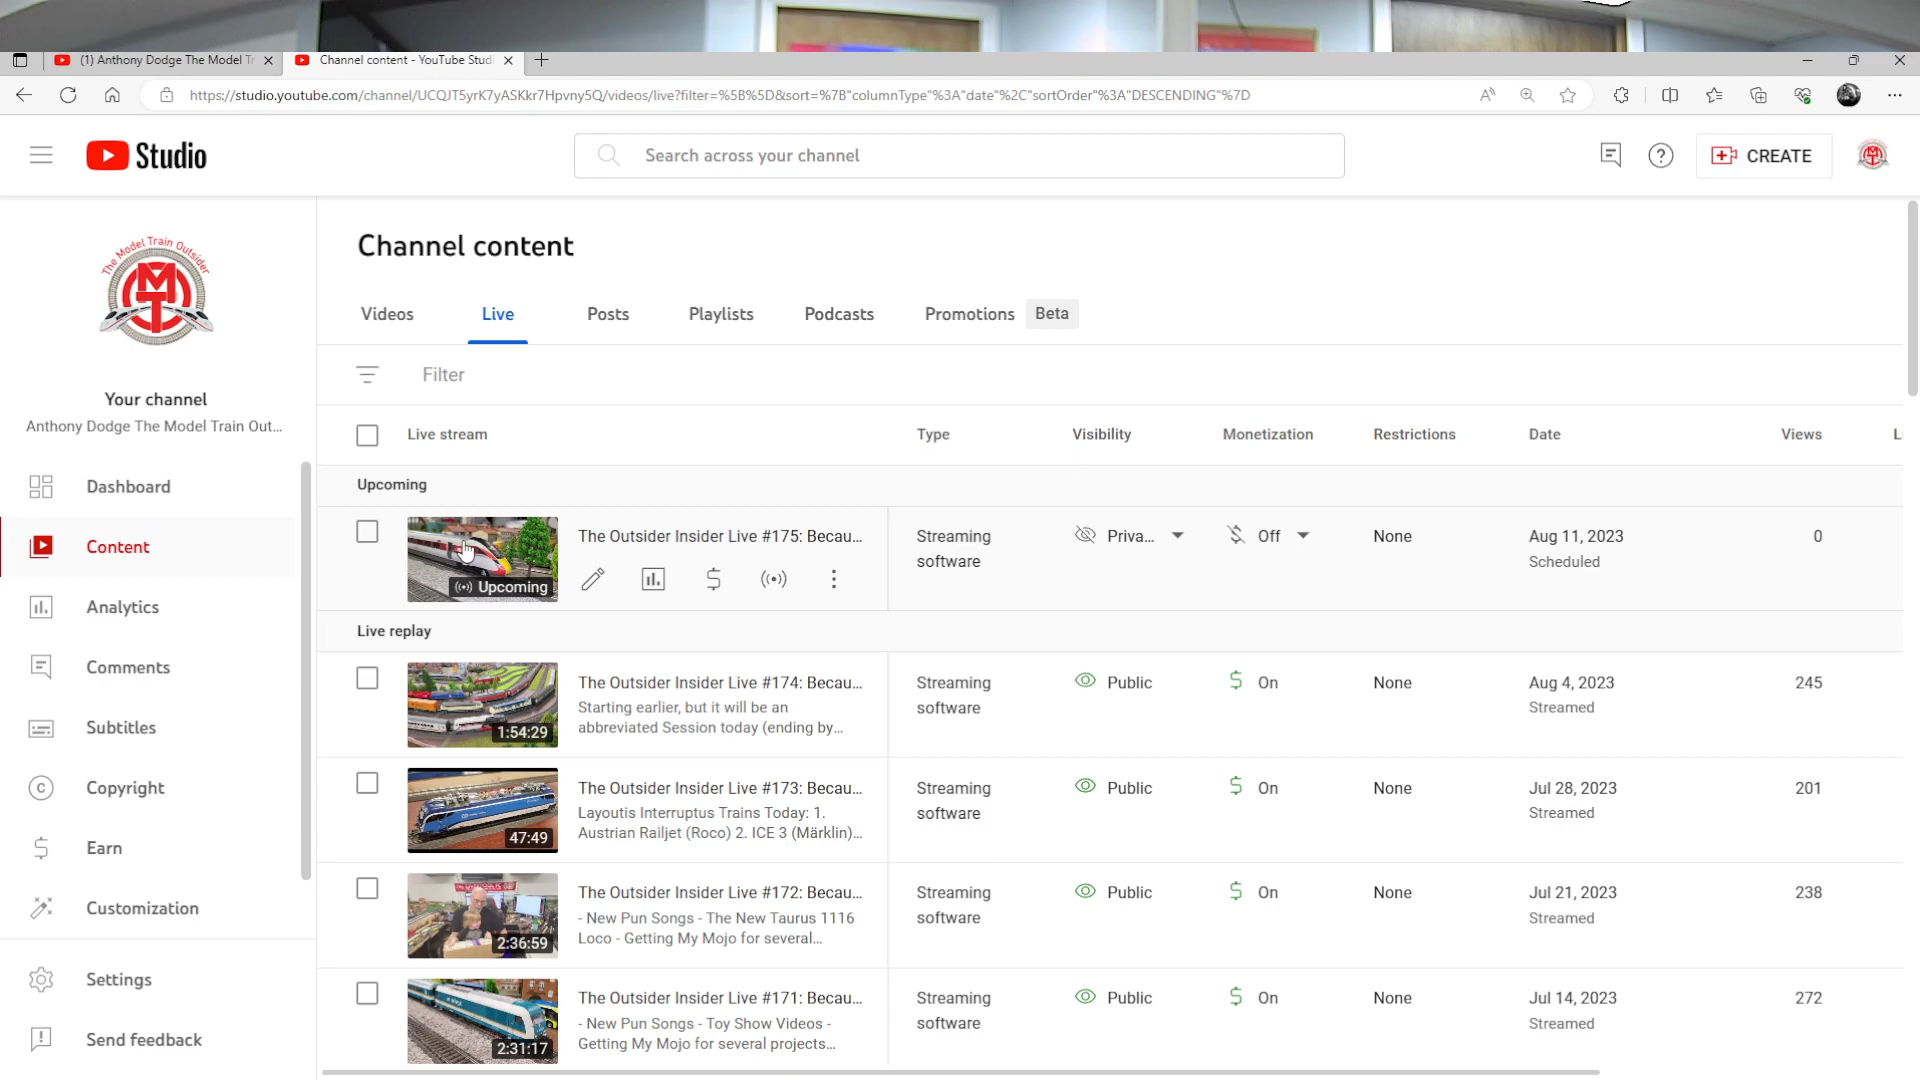 (1) Anthony Dodge The Model Tr
Channel content - YouTube Studi
https://studio.youtube.com/channel/UCQJT5yrK7yASKkr7Hpvny5Q/videos/live?filter=%5B%5D&sort=%7B"columnType"%3A"date"%2C"sortOrder"%3A"DESCENDING"%7D
Studio
Search across your channel
CREATE
The Model Train Outsider
MT
Your channel
Anthony Dodge The Model Train Out...
Dashboard
Content
Analytics
Comments
Subtitles
Copyright
Earn
Customization
Settings
Send feedback
Channel content
Videos Live Posts Playlists Podcasts Promotions Beta
Filter
Live stream Type Visibility Monetization Restrictions Date Views L
Upcoming
The Outsider Insider Live #175: Becau...
Upcoming
Streaming software
Priva... Off None
Aug 11, 2023
Scheduled
0
Live replay
1:54:29
The Outsider Insider Live #174: Becau...
Starting earlier, but it will be an
abbreviated Session today (ending by...
Streaming software
Public On None
Aug 4, 2023
Streamed
245
47:49
The Outsider Insider Live #173: Becau...
Layoutis Interruptus Trains Today: 1.
Austrian Railjet (Roco) 2. ICE 3 (Märklin)...
Streaming software
Public On None
Jul 28, 2023
Streamed
201
2:36:59
The Outsider Insider Live #172: Becau...
- New Pun Songs - The New Taurus 1116
Loco - Getting My Mojo for several...
Streaming software
Public On None
Jul 21, 2023
Streamed
238
2:31:17
The Outsider Insider Live #171: Becau...
- New Pun Songs - Toy Show Videos -
Getting My Mojo for several projects...
Streaming software
Public On None
Jul 14, 2023
Streamed
272